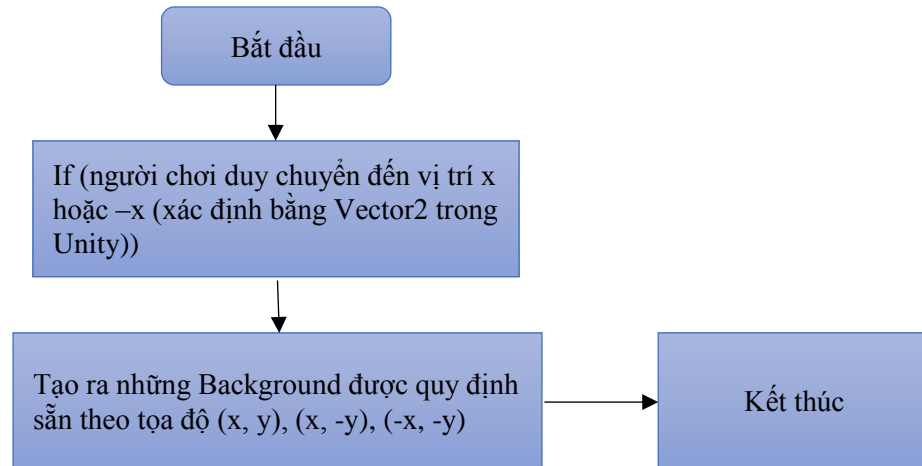 Bắt đầu
If (người chơi duy chuyển đến vị trí x
hoặc –x (xác định bằng Vector2 trong
Unity))
Tạo ra những Background được quy định
sẵn theo tọa độ (x, y), (x, -y), (-x, -y)
Kết thúc